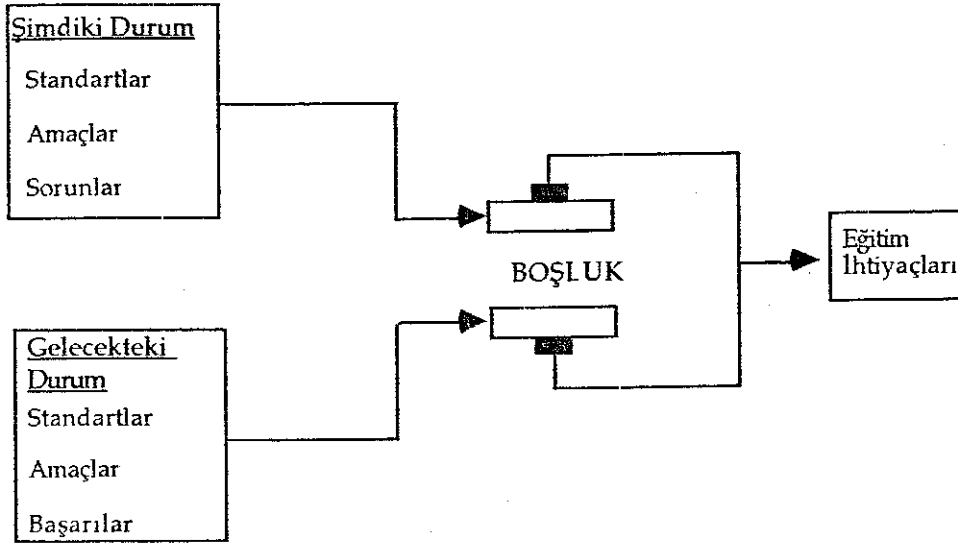 Şimdiki Durum
Standartlar
Amaçlar
Sorunlar
BOŞLUK
Eğitim
İhtiyaçları
Gelecekteki
Durum
Standartlar
Amaçlar
Başarılar